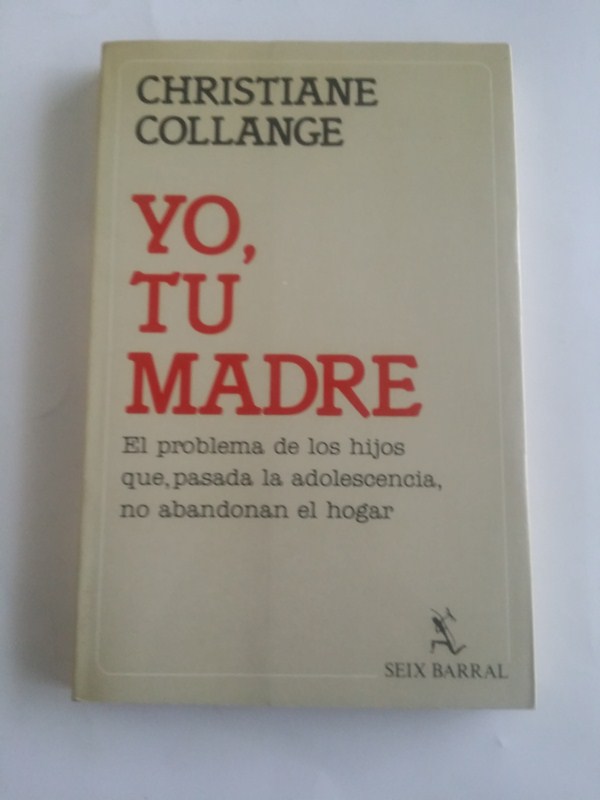 CHRISTIANE
COLLANGE
YO,
TU
MADRE
El problema de los hijos
que, pasada la adolescencia,
no abandonan el hogar
SEIX BARRAL